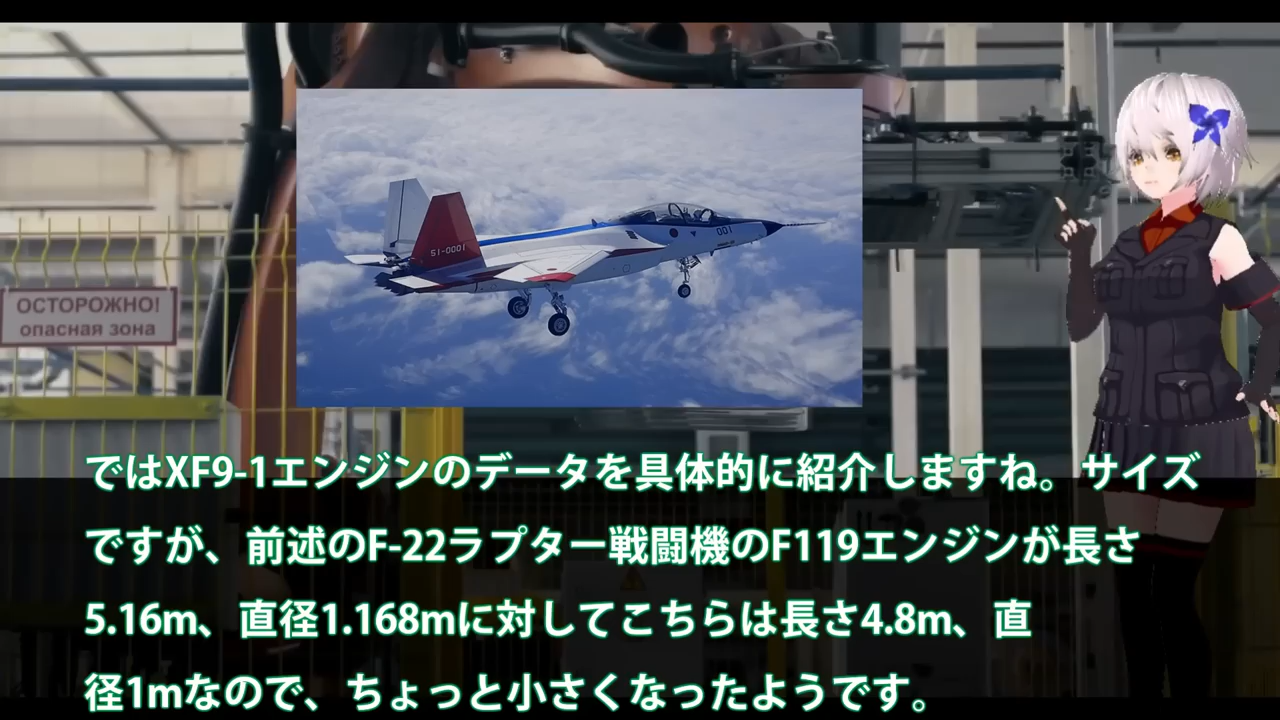 001
51-0001
ОСТОРОЖНО!
опасная зона
ではXF9-1エンジンのデータを具体的に紹介しますね。サイズ
ですが、前述のF-22ラプター戦闘機のF119エンジンが長さ
5.16m、直径1.168mに対してこちらは長さ4.8m、直
径1mなので、ちょっと小さくなったようです。